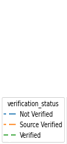 verification_status
Not Verified
Source Verified
Verified